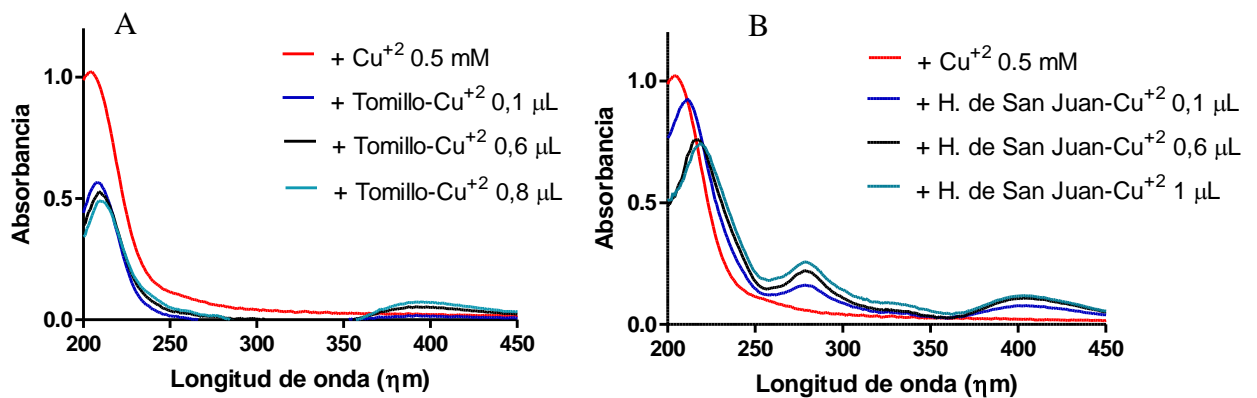 A
+ Cu⁺² 0.5 mM
+ Tomillo-Cu⁺² 0,1 μL
+ Tomillo-Cu⁺² 0,6 μL
+ Tomillo-Cu⁺² 0,8 μL
Absorbancia
1.0
0.5
0.0
200 250 300 350 400 450
Longitud de onda (ηm)
B
+ Cu⁺² 0.5 mM
+ H. de San Juan-Cu⁺² 0,1 μL
+ H. de San Juan-Cu⁺² 0,6 μL
+ H. de San Juan-Cu⁺² 1 μL
Absorbancia
1.0
0.5
0.0
200 250 300 350 400 450
Longitud de onda (ηm)